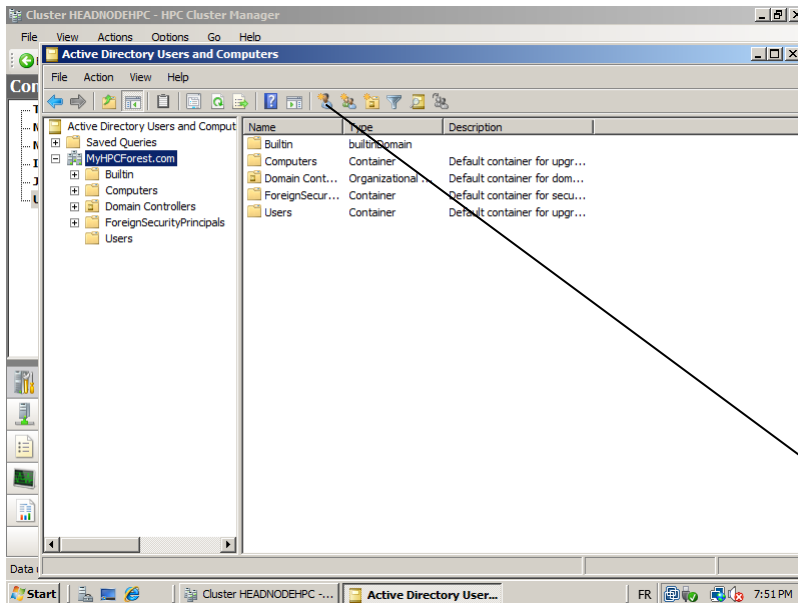 Cluster HEADNODEHPC - HPC Cluster Manager
File View Actions Options Go Help
Active Directory Users and Computers
File Action View Help
Active Directory Users and Comput
Saved Queries
MyHPCForest.com
Builtin
Computers
Domain Controllers
ForeignSecurityPrincipals
Users
Name Type Description
Builtin builtinDomain
Computers Container Default container for upgr...
Domain Cont... Organizational ... Default container for dom...
ForeignSecur... Container Default container for secu...
Users Container Default container for upgr...
Data
Start Cluster HEADNODEHPC -... Active Directory User... FR 7:51 PM